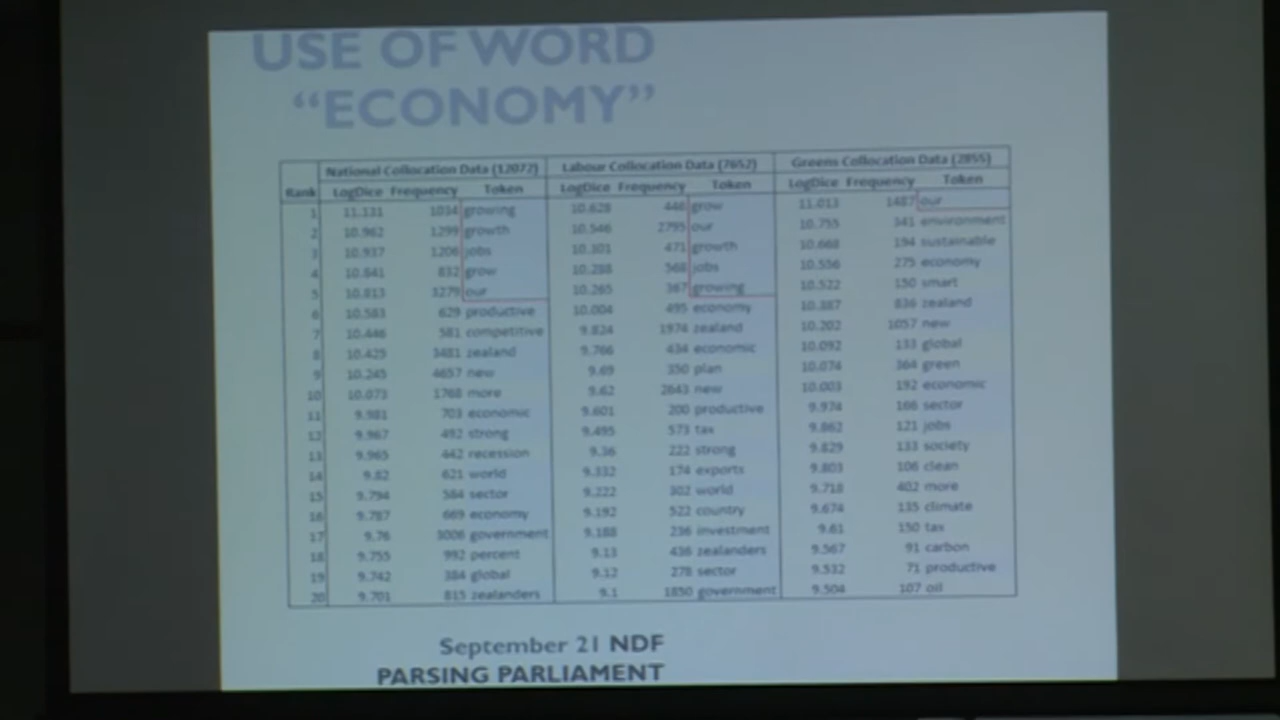 USE OF WORD
“ECONOMY”
National Collocation Data (12077) Labour Collocation Data (7652) Greens Collocation Data (2855)
Rank LogDice Frequency Token LogDice Frequency Token LogDice Frequency Token
1 11.131 1034 growing 10.628 446 grow 11.013 1487 our
2 10.962 1299 growth 10.546 2795 our 10.755 341 environment
3 10.937 1206 jobs 10.301 471 growth 10.668 194 sustainable
4 10.841 832 grow 10.288 568 jobs 10.556 275 economy
5 10.813 3279 our 10.265 367 growing 10.522 150 smart
6 10.583 629 productive 10.004 495 economy 10.387 836 zealand
7 10.446 581 competitive 9.824 1974 zealand 10.202 1057 new
8 10.425 3481 zealand 9.766 434 economic 10.092 133 global
9 10.245 4657 new 9.69 350 plan 10.074 364 green
10 10.073 1768 more 9.62 2643 new 10.003 192 economic
11 9.981 703 economic 9.601 200 productive 9.974 166 sector
12 9.967 492 strong 9.495 573 tax 9.862 121 jobs
13 9.965 442 recession 9.36 222 strong 9.829 133 society
14 9.82 621 world 9.332 174 exports 9.803 106 clean
15 9.794 584 sector 9.222 302 world 9.718 402 more
16 9.787 669 economy 9.192 522 country 9.674 135 climate
17 9.76 3006 government 9.188 236 investment 9.61 150 tax
18 9.755 992 percent 9.13 436 zealanders 9.567 91 carbon
19 9.742 384 global 9.12 278 sector 9.532 71 productive
20 9.701 815 zealanders 9.1 1850 government 9.504 107 oil
September 21 NDF
PARSING PARLIAMENT